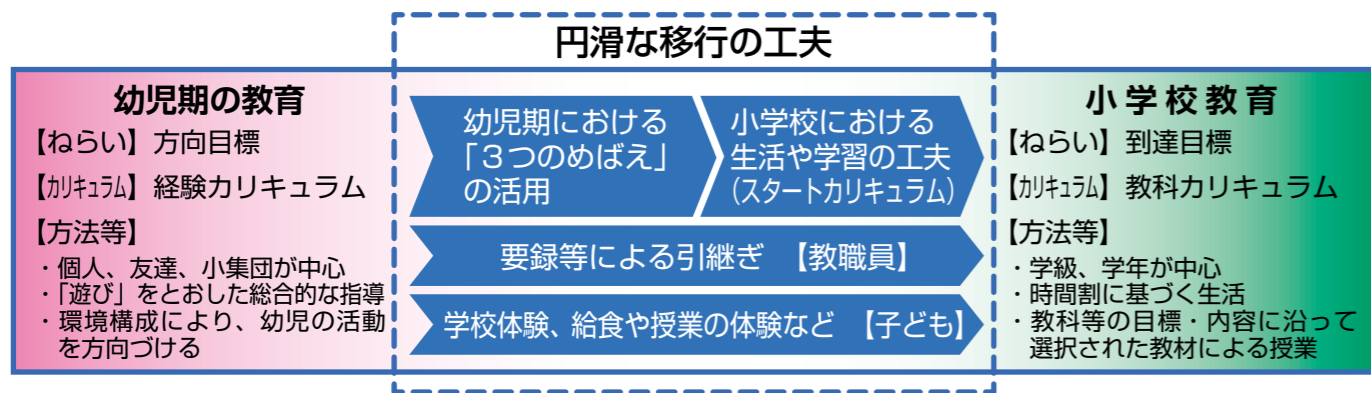 円滑な移行の工夫
幼児期の教育
【ねらい】方向目標
【カリキュラム】経験カリキュラム
【方法等】
・個人、友達、小集団が中心
・「遊び」をとおした総合的な指導
・環境構成により、幼児の活動
を方向づける
幼児期における
「3つのめばえ」
の活用
小学校における
生活や学習の工夫
(スタートカリキュラム)
要録等による引継ぎ 【教職員】
学校体験、給食や授業の体験など 【子ども】
小学校教育
【ねらい】到達目標
【カリキュラム】教科カリキュラム
【方法等】
・学級、学年が中心
・時間割に基づく生活
・教科等の目標・内容に沿って
選択された教材による授業